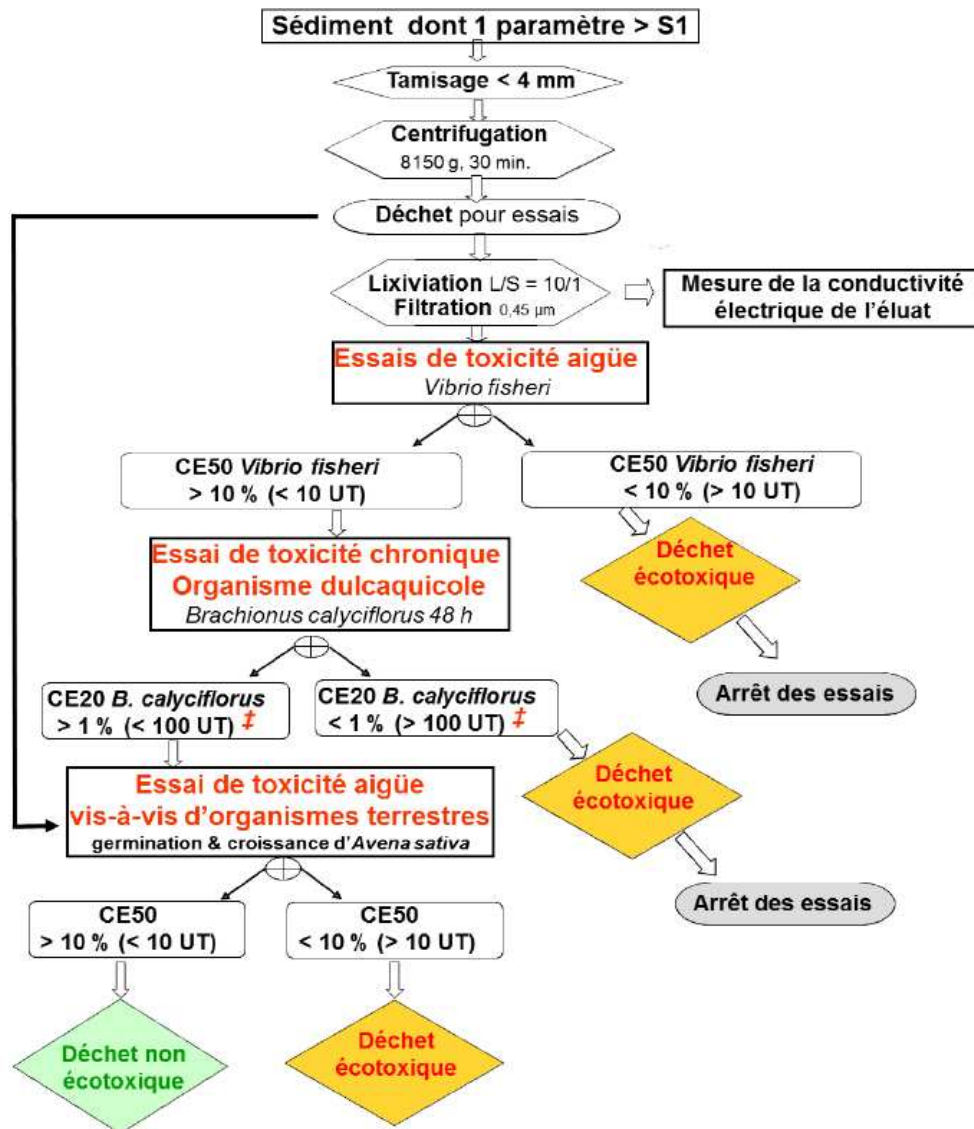 Sédiment dont 1 paramètre > S1
Tamisage < 4 mm
Centrifugation
8150 g, 30 min.
Déchet pour essais
Lixiviation L/S = 10/1
Filtration 0,45 µm
Mesure de la conductivité
électrique de l'éluat
Essais de toxicité aigüe
Vibrio fisheri
CE50 Vibrio fisheri
> 10 % (< 10 UT)
CE50 Vibrio fisheri
< 10 % (> 10 UT)
Déchet
écotoxique
Arrêt des essais
Essai de toxicité chronique
Organisme dulcaquicole
Brachionus calyciflorus 48 h
CE20 B. calyciflorus
> 1 % (< 100 UT) ‡
CE20 B. calyciflorus
< 1 % (> 100 UT) ‡
Déchet
écotoxique
Arrêt des essais
Essai de toxicité aigüe
vis-à-vis d'organismes terrestres
germination & croissance d'Avena sativa
CE50
> 10 % (< 10 UT)
CE50
< 10 % (> 10 UT)
Déchet non
écotoxique
Déchet
écotoxique